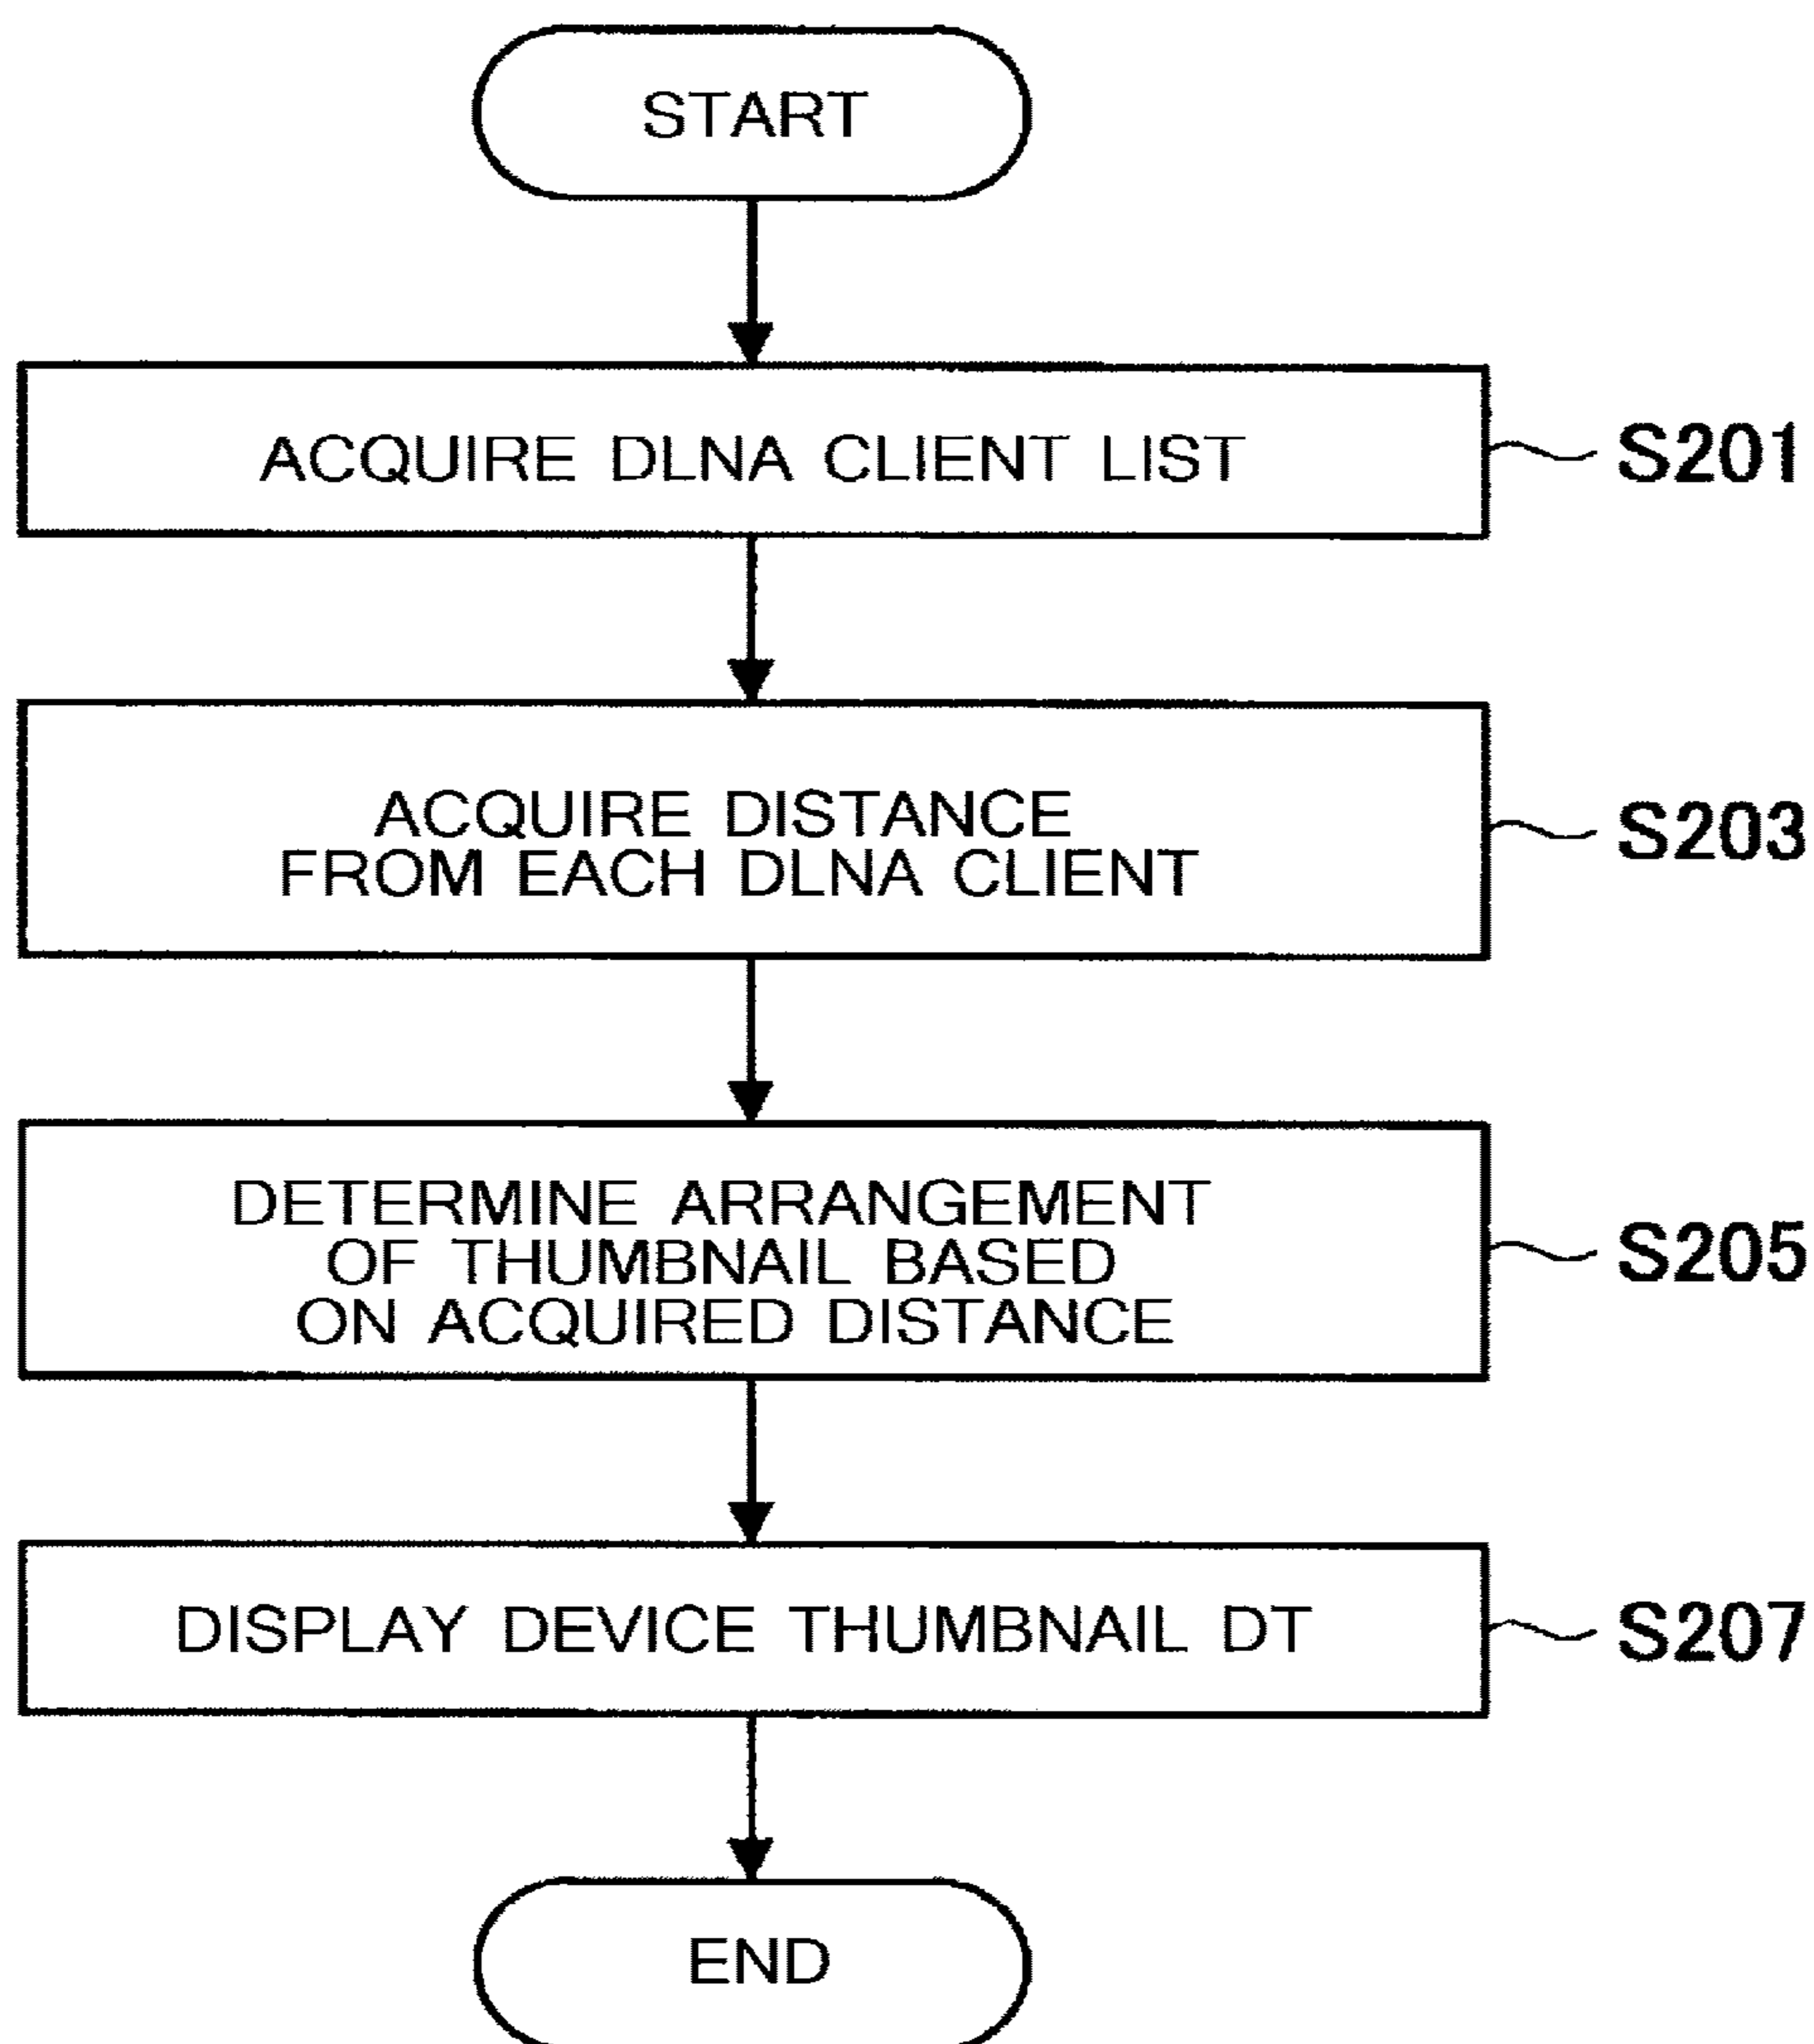 START
ACQUIRE DLNA CLIENT LIST
S201
ACQUIRE DISTANCE
FROM EACH DLNA CLIENT
S203
DETERMINE ARRANGEMENT
OF THUMBNAIL BASED
ON ACQUIRED DISTANCE
S205
DISPLAY DEVICE THUMBNAIL DT
S207
END